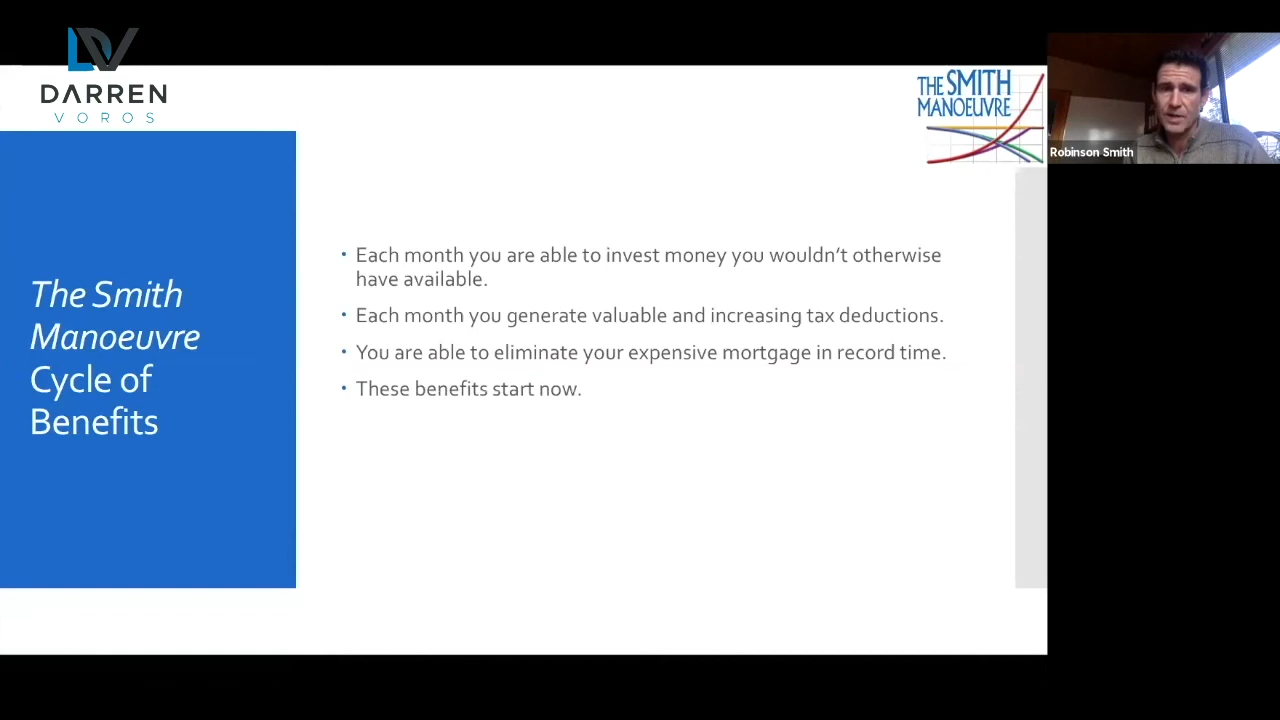 DARREN
VOROS
THE SMITH
MANOEUVRE
Robinson Smith
The Smith
Manoeuvre
Cycle of
Benefits
• Each month you are able to invest money you wouldn't otherwise
have available.
• Each month you generate valuable and increasing tax deductions.
• You are able to eliminate your expensive mortgage in record time.
• These benefits start now.